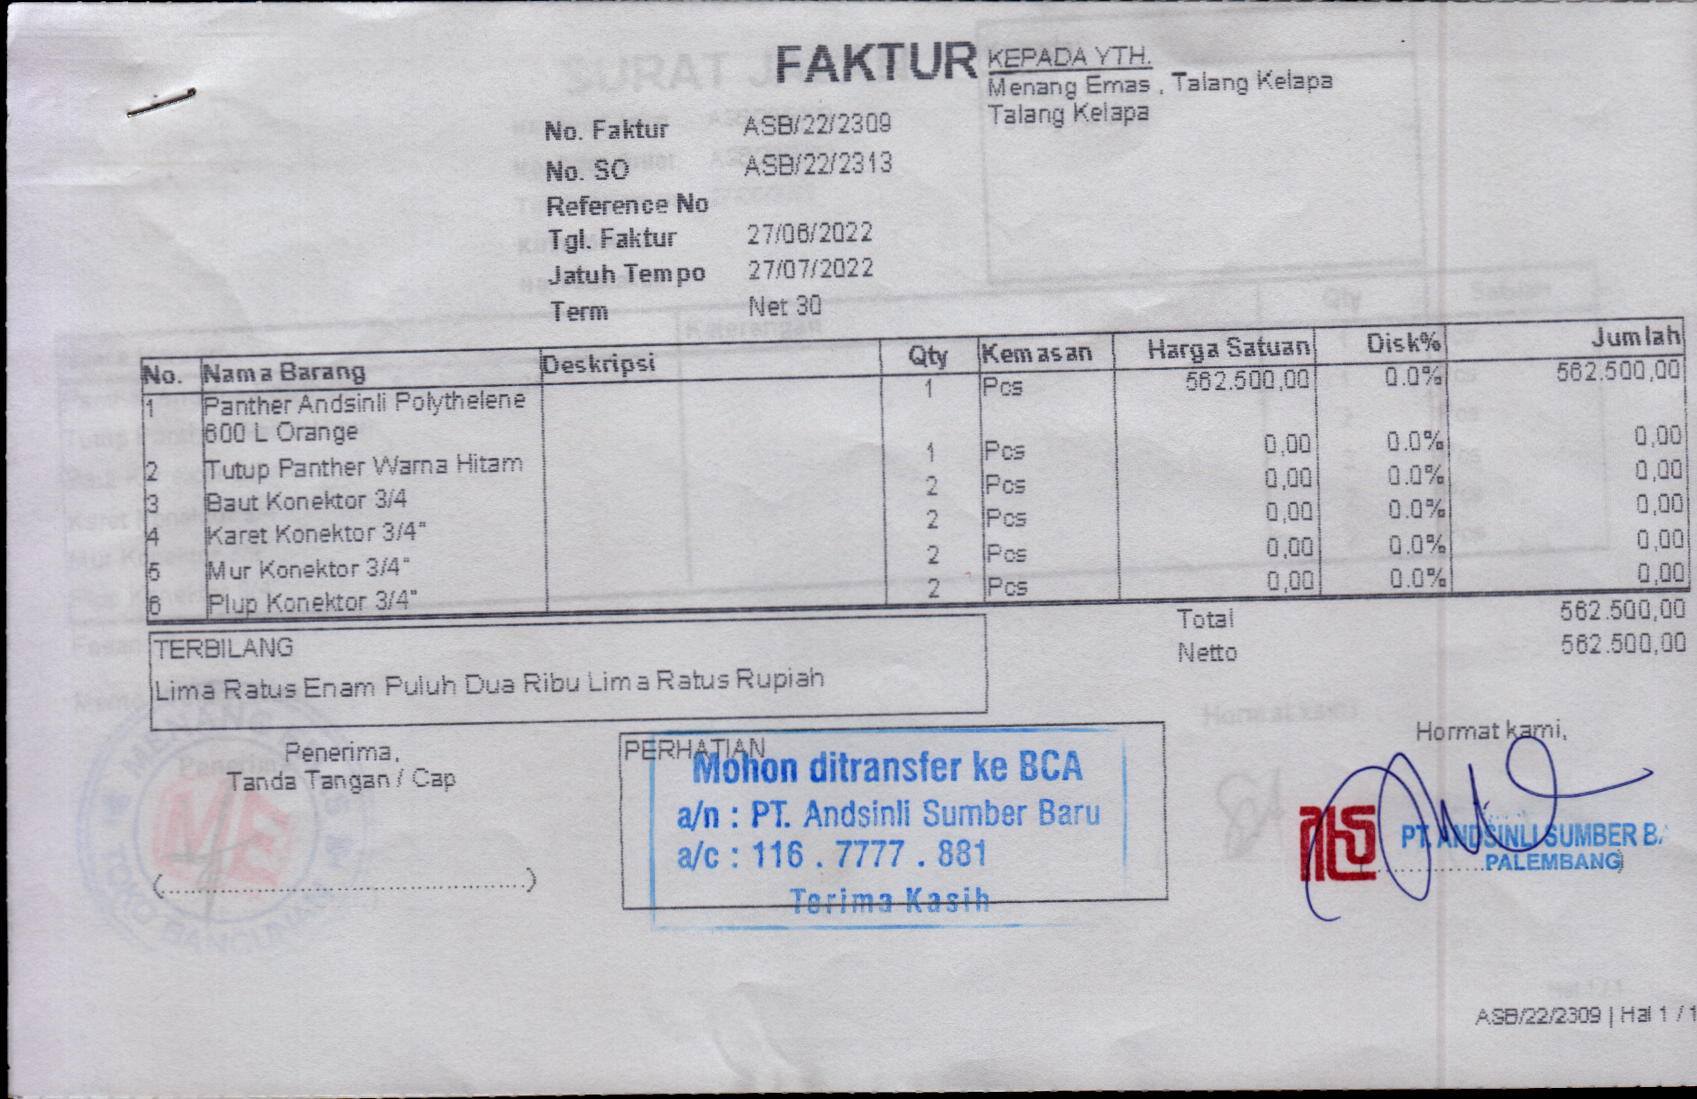 FAKTUR
KEPADA YTH.
Menang Emas , Talang Kelapa
Talang Kelapa
No. Faktur ASB/22/2309
No. SO ASB/22/2313
Reference No
Tgl. Faktur 27/06/2022
Jatuh Tempo 27/07/2022
Term Net 30
No. Nama Barang Deskripsi Qty Kemasan Harga Satuan Disk% Jumlah
1 Panther Andsinli Polythelene 1 Pcs 562.500,00 0.0% 562.500,00
600 L Orange
2 Tutup Panther Warna Hitam 1 Pcs 0,00 0.0% 0,00
3 Baut Konektor 3/4 2 Pcs 0,00 0.0% 0,00
4 Karet Konektor 3/4" 2 Pcs 0,00 0.0% 0,00
5 Mur Konektor 3/4" 2 Pcs 0,00 0.0% 0,00
6 Plup Konektor 3/4" 2 Pcs 0,00 0.0% 0,00
Total 562.500,00
Netto 562.500,00
TERBILANG
Lima Ratus Enam Puluh Dua Ribu Lima Ratus Rupiah
Penerima,
Tanda Tangan / Cap
PERHATIAN
Mohon ditransfer ke BCA
a/n : PT. Andsinli Sumber Baru
a/c : 116 . 7777 . 881
Terima Kasih
Hormat kami,
PT. ANDSINLI SUMBER BA
PALEMBANG
ASB/22/2309 | Hal 1 / 1